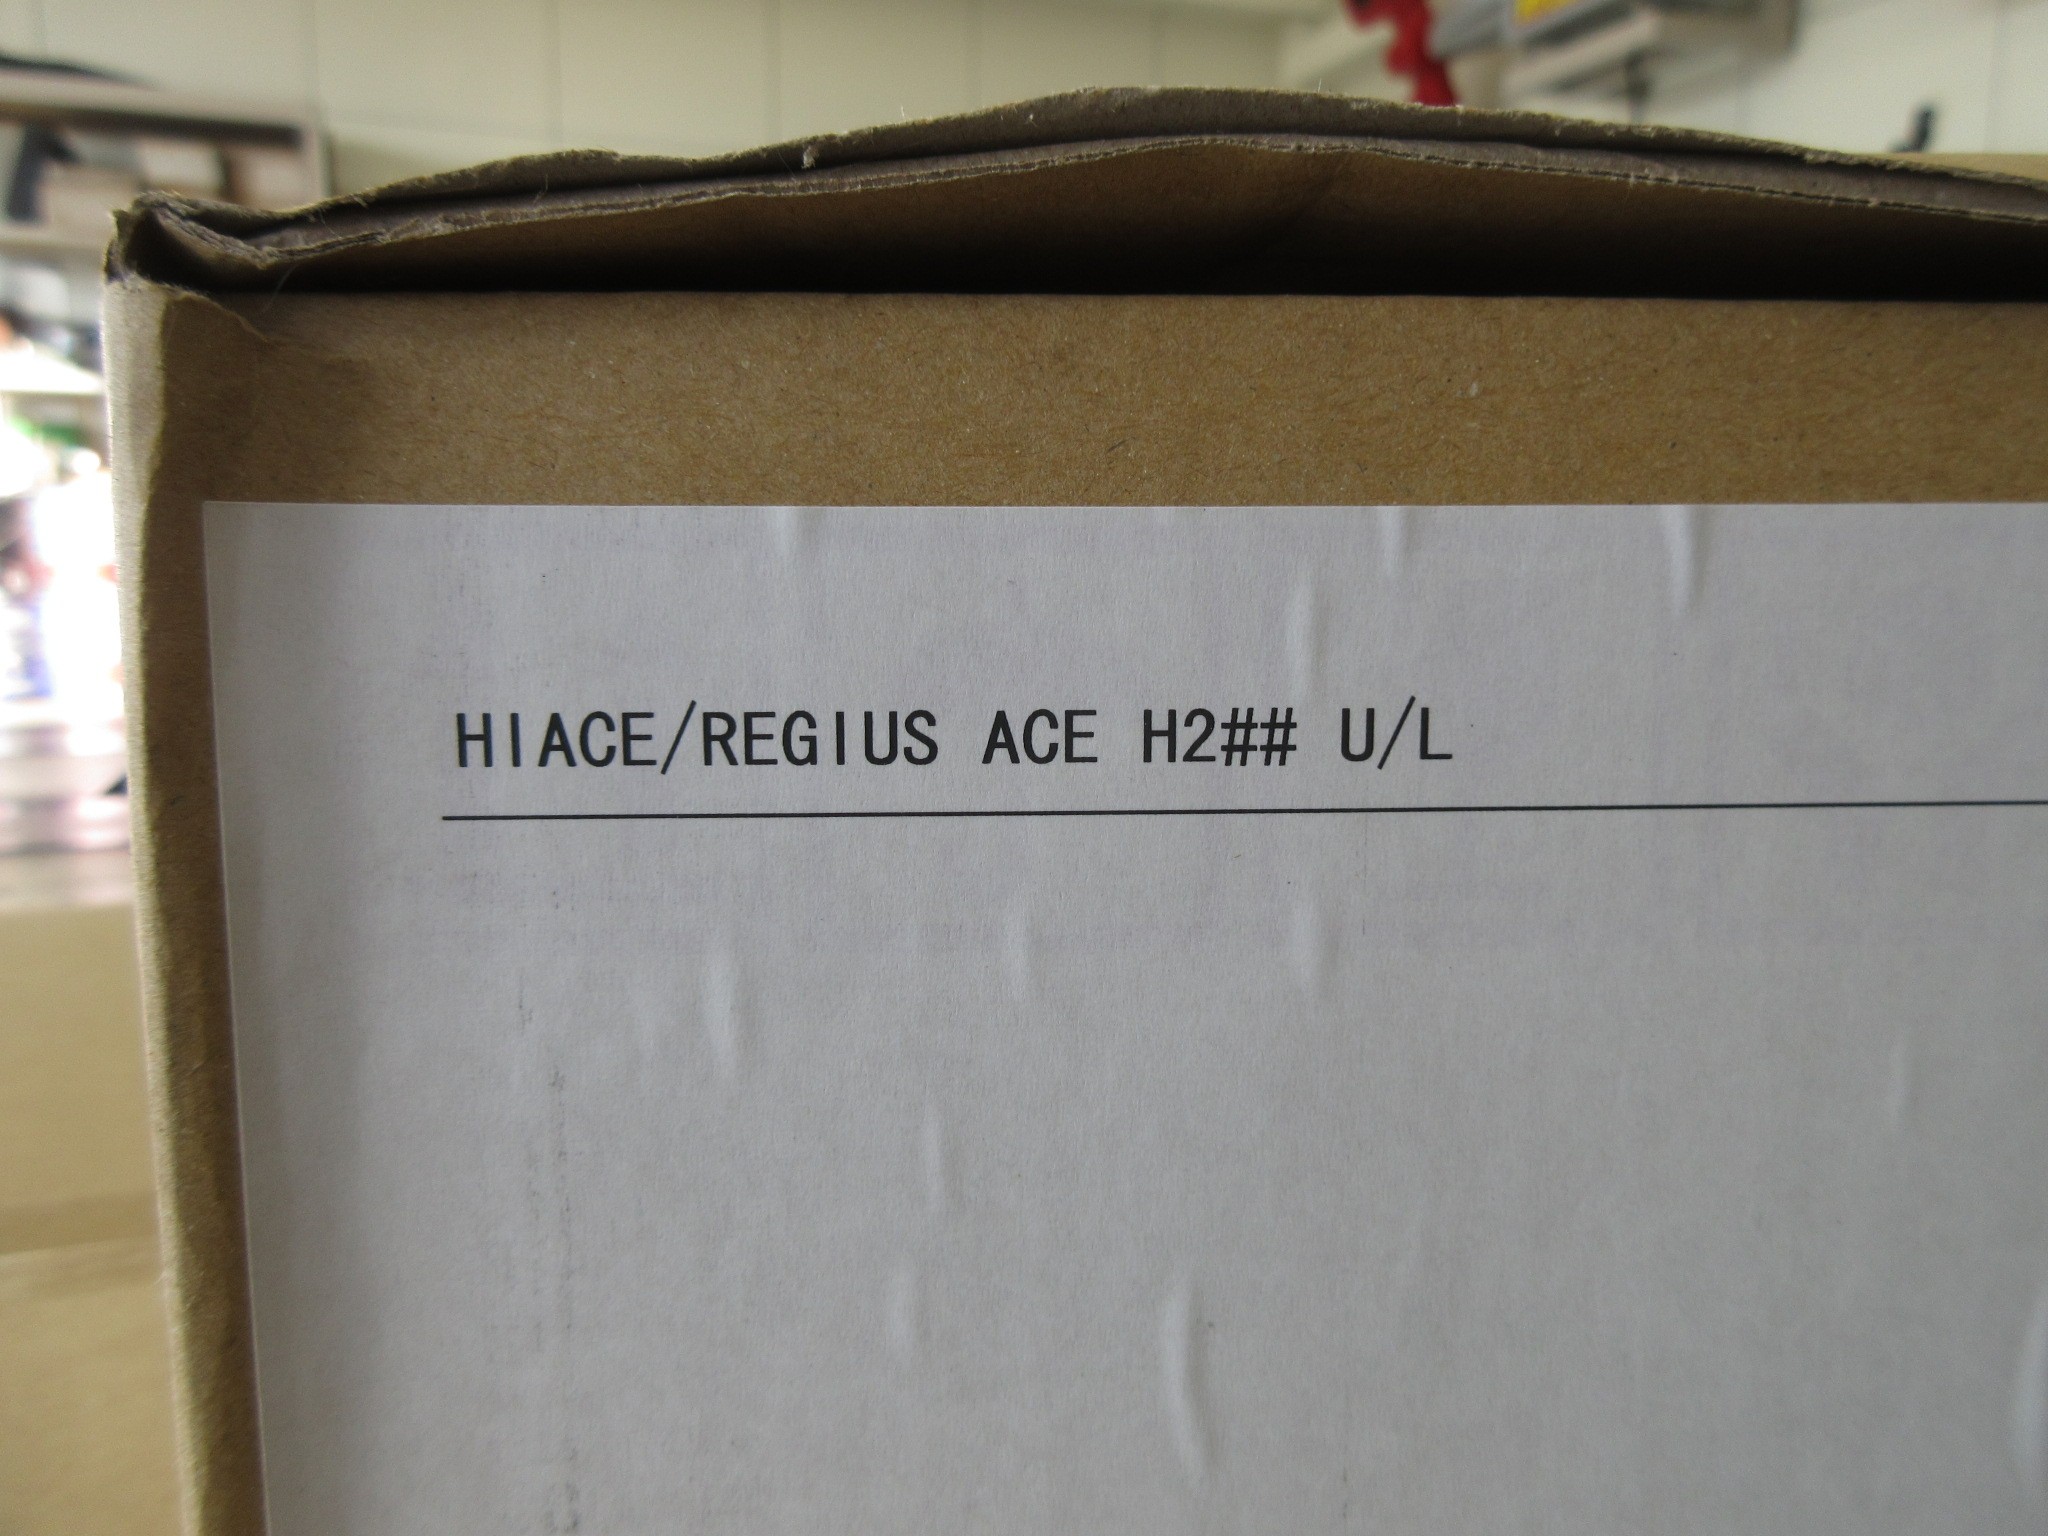 HIACE/REGIUS ACE H2## U/L